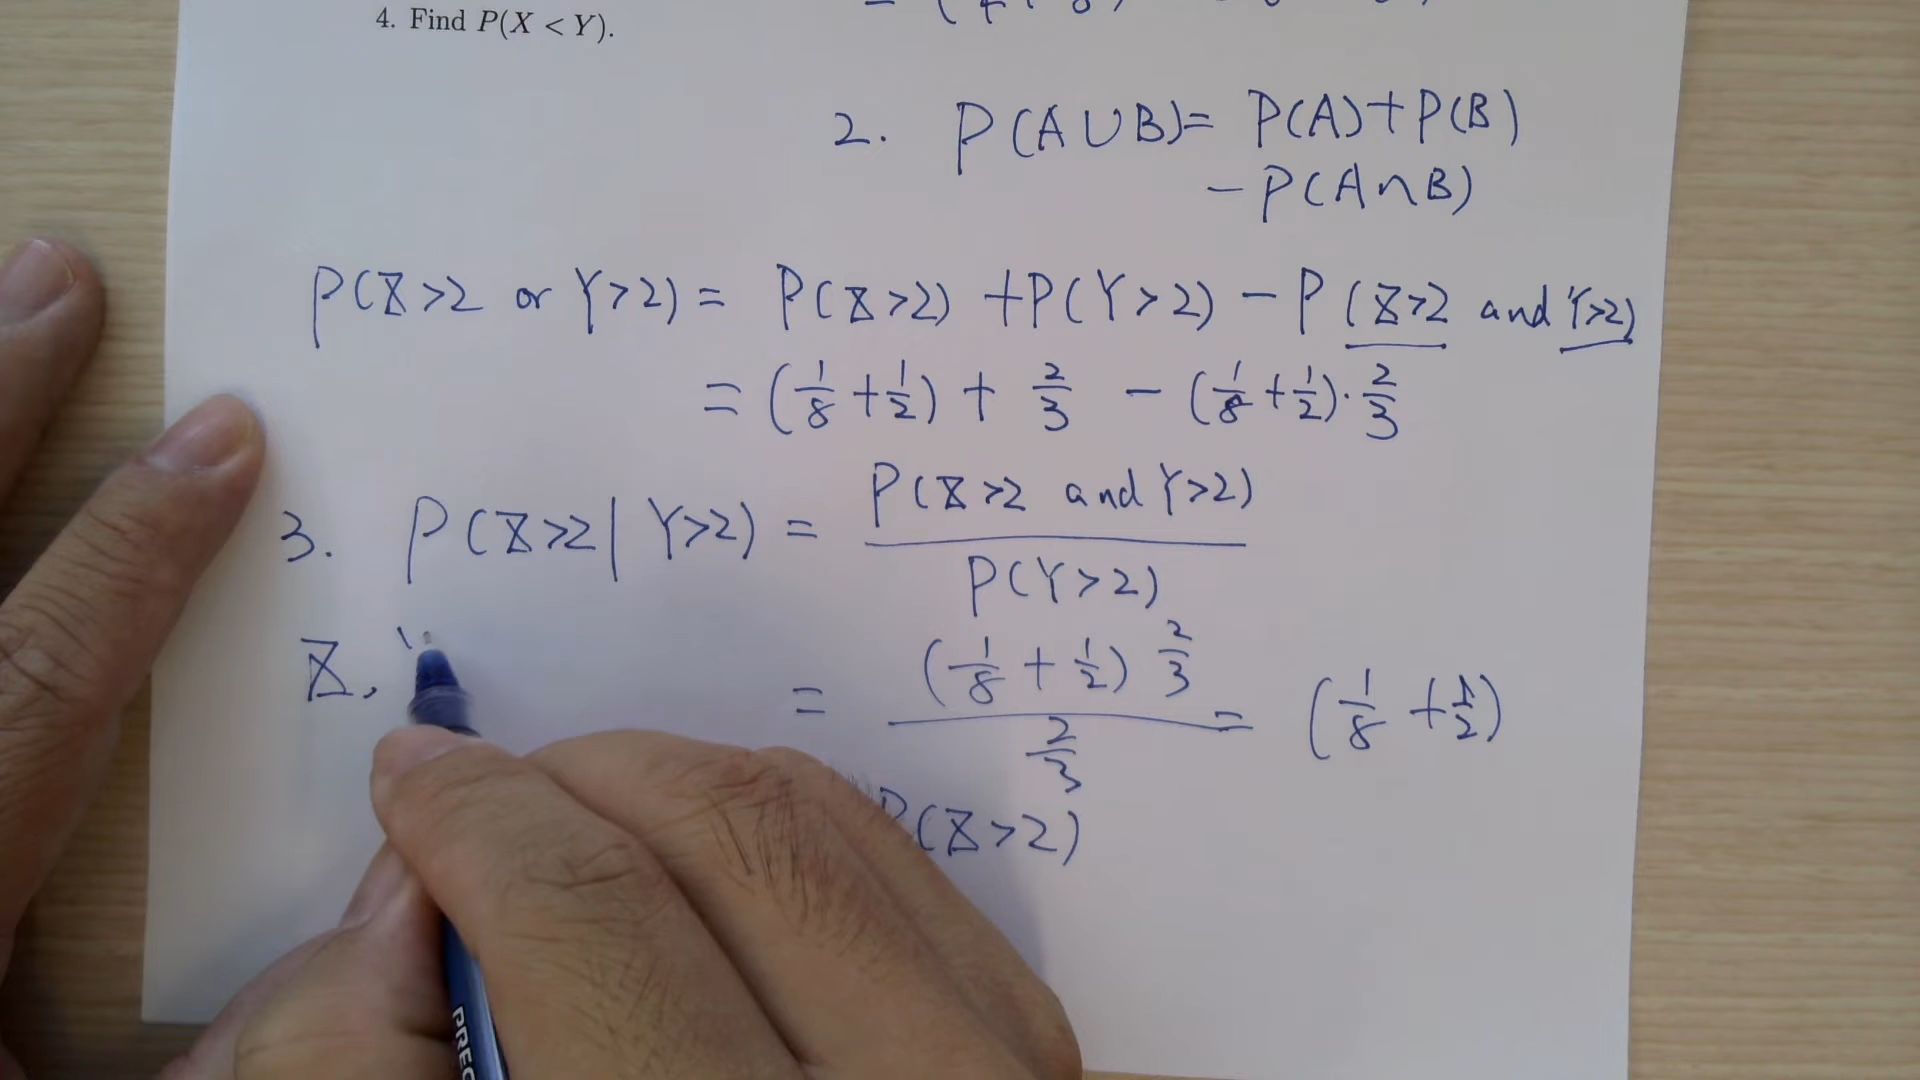 4. Find P(X < Y).
2. P(A∪B) = P(A) + P(B)
− P(A∩B)
P(X>2 or Y>2) = P(X>2) + P(Y>2) − P(X>2 and Y>2)
= (1/8 + 1/2) + 2/3 − (1/8 + 1/2) · 2/3
3. P(X>2 | Y>2) = P(X>2 and Y>2) / P(Y>2)
= (1/8 + 1/2) 2/3 / 2/3 = (1/8 + 1/2)
X,
P(X>2)
PREC